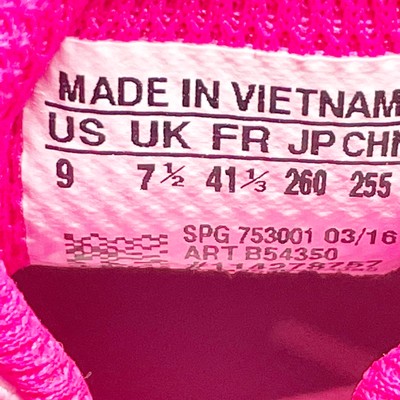 MADE IN VIETNAM
US UK FR JP CHN
9 7½ 41⅓ 260 255
SPG 753001 03/16
ART B54350